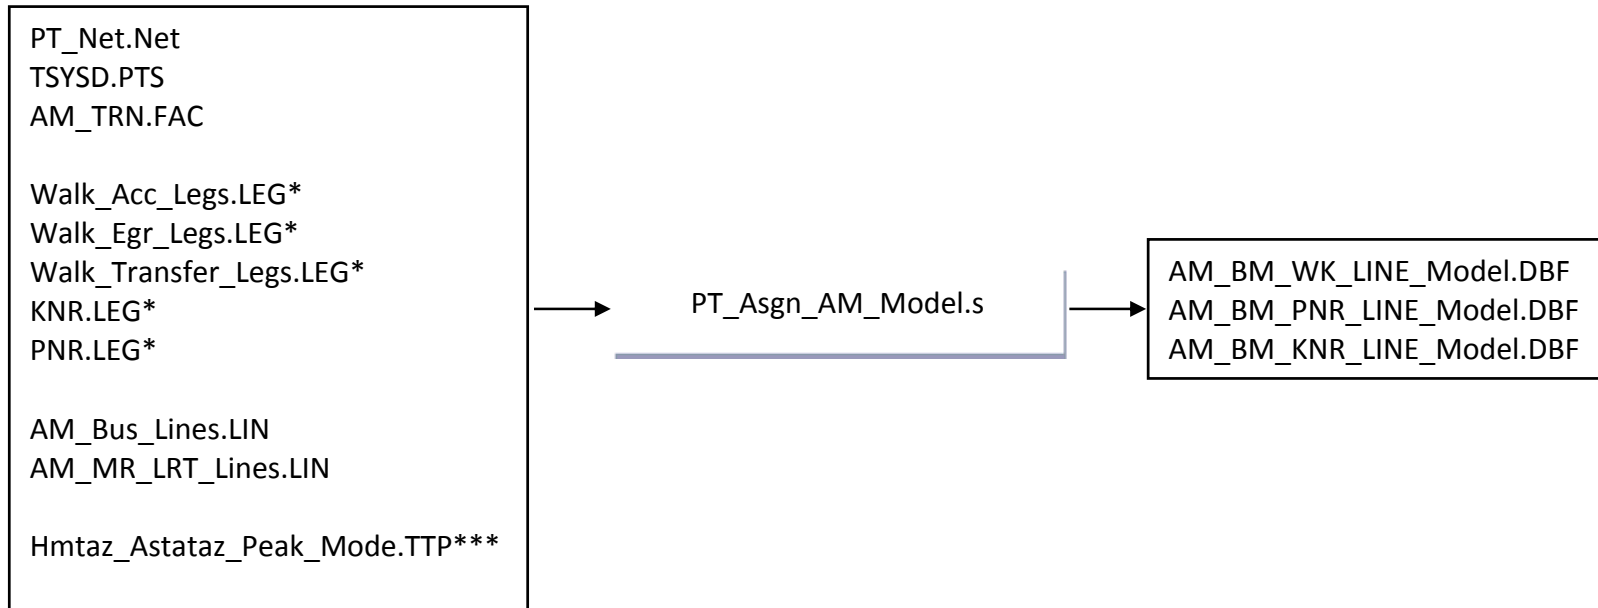 PT_Net.Net
TSYSD.PTS
AM_TRN.FAC
Walk_Acc_Legs.LEG*
Walk_Egr_Legs.LEG*
Walk_Transfer_Legs.LEG*
KNR.LEG*
PNR.LEG*
AM_Bus_Lines.LIN
AM_MR_LRT_Lines.LIN
Hmtaz_Astataz_Peak_Mode.TTP***
PT_Asgn_AM_Model.s
AM_BM_WK_LINE_Model.DBF
AM_BM_PNR_LINE_Model.DBF
AM_BM_KNR_LINE_Model.DBF